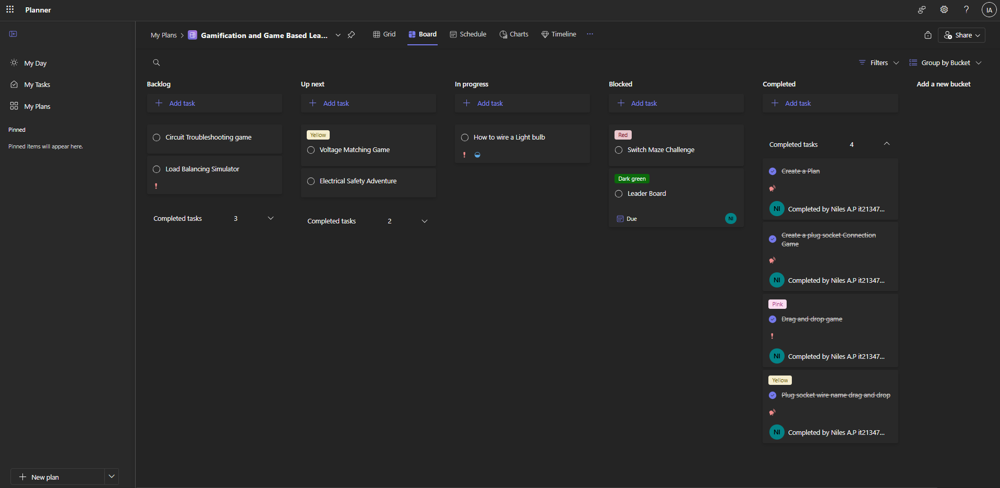 Planner
IA
My Day
My Tasks
My Plans
Pinned
Pinned items will appear here.
New plan
My Plans
Gamification and Game Based Lea...
Grid
Board
Schedule
Charts
Timeline
Share
Filters
Group by Bucket
Backlog
Add task
Circuit Troubleshooting game
Load Balancing Simulator
Completed tasks 3
Up next
Add task
Yellow
Voltage Matching Game
Electrical Safety Adventure
Completed tasks 2
In progress
Add task
How to wire a Light bulb
Blocked
Add task
Red
Switch Maze Challenge
Dark green
Leader Board
Due
NI
Completed
Add task
Completed tasks 4
Create a Plan
NI Completed by Niles A.P it21347...
Create a plug socket Connection
Game
NI Completed by Niles A.P it21347...
Pink
Drag and drop game
NI Completed by Niles A.P it21347...
Yellow
Plug socket wire name drag and drop
NI Completed by Niles A.P it21347...
Add a new bucket